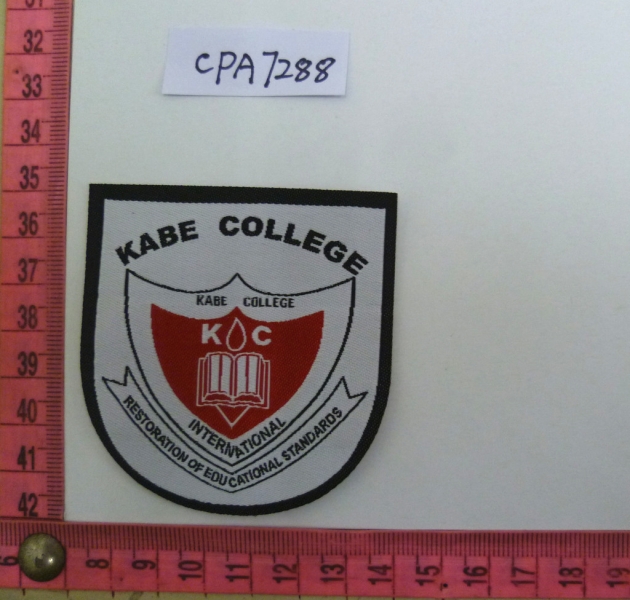 CPA7288
KABE COLLEGE
KABE COLLEGE
K C
INTERNATIONAL
RESTORATION OF EDUCATIONAL STANDARDS
32
33
34
35
36
37
38
39
40
41
42
6 8 9 10 11 12 13 14 15 16 17 18 19